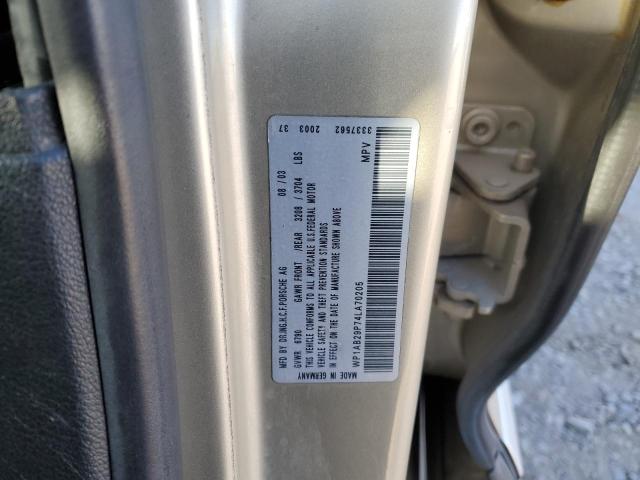 MADE IN GERMANY
MFD BY DR.ING.H.C.F.PORSCHE AG 08/03
GVWR 6790 GAWR FRONT /REAR 3208 / 3704 LBS
THIS VEHICLE CONFORMS TO ALL APPLICABLE U.S.FEDERAL MOTOR
VEHICLE SAFETY AND THEFT PREVENTION STANDARDS
IN EFFECT ON THE DATE OF MANUFACTURE SHOWN ABOVE
WP1AB29P74LA70205 MPV
37 2003 3337562